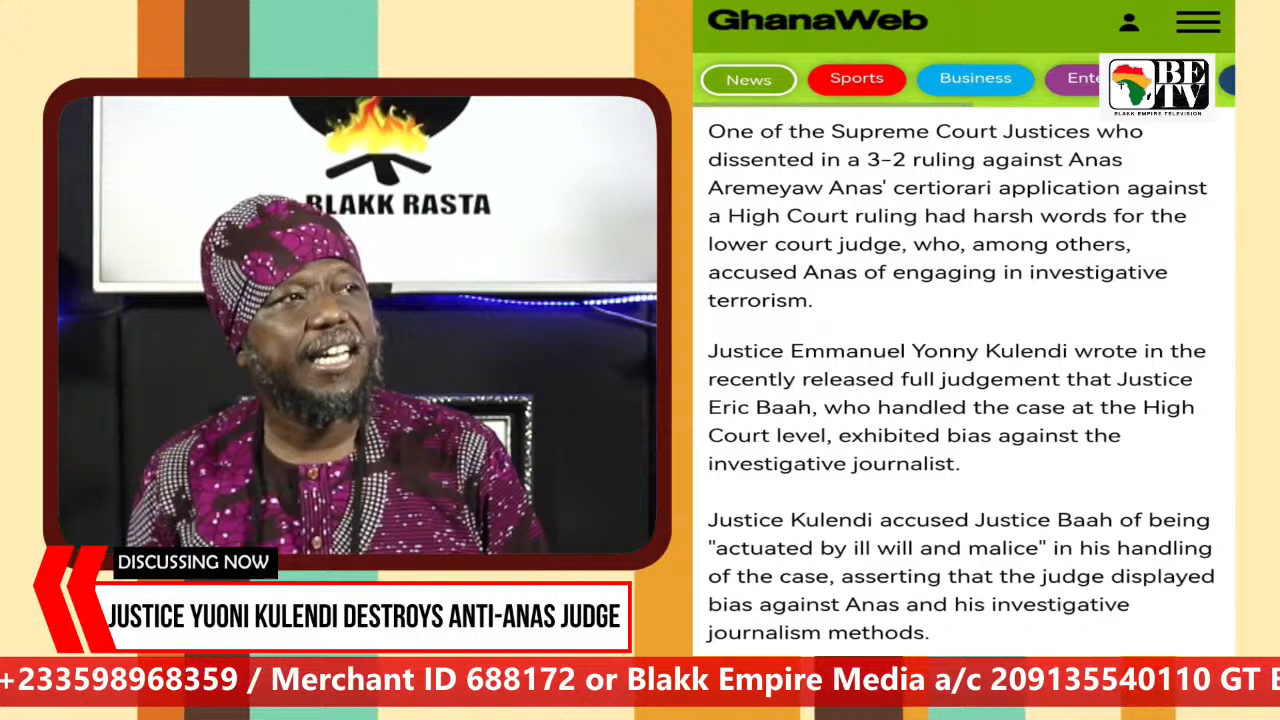 BLAKK RASTA
DISCUSSING NOW
JUSTICE YUONI KULENDI DESTROYS ANTI-ANAS JUDGE
GhanaWeb
News
Sports
Business
BE
TV
BLAKK EMPIRE TELEVISION
One of the Supreme Court Justices who
dissented in a 3-2 ruling against Anas
Aremeyaw Anas' certiorari application against
a High Court ruling had harsh words for the
lower court judge, who, among others,
accused Anas of engaging in investigative
terrorism.
Justice Emmanuel Yonny Kulendi wrote in the
recently released full judgement that Justice
Eric Baah, who handled the case at the High
Court level, exhibited bias against the
investigative journalist.
Justice Kulendi accused Justice Baah of being
"actuated by ill will and malice" in his handling
of the case, asserting that the judge displayed
bias against Anas and his investigative
journalism methods.
+233598968359 / Merchant ID 688172 or Blakk Empire Media a/c 209135540110 GT